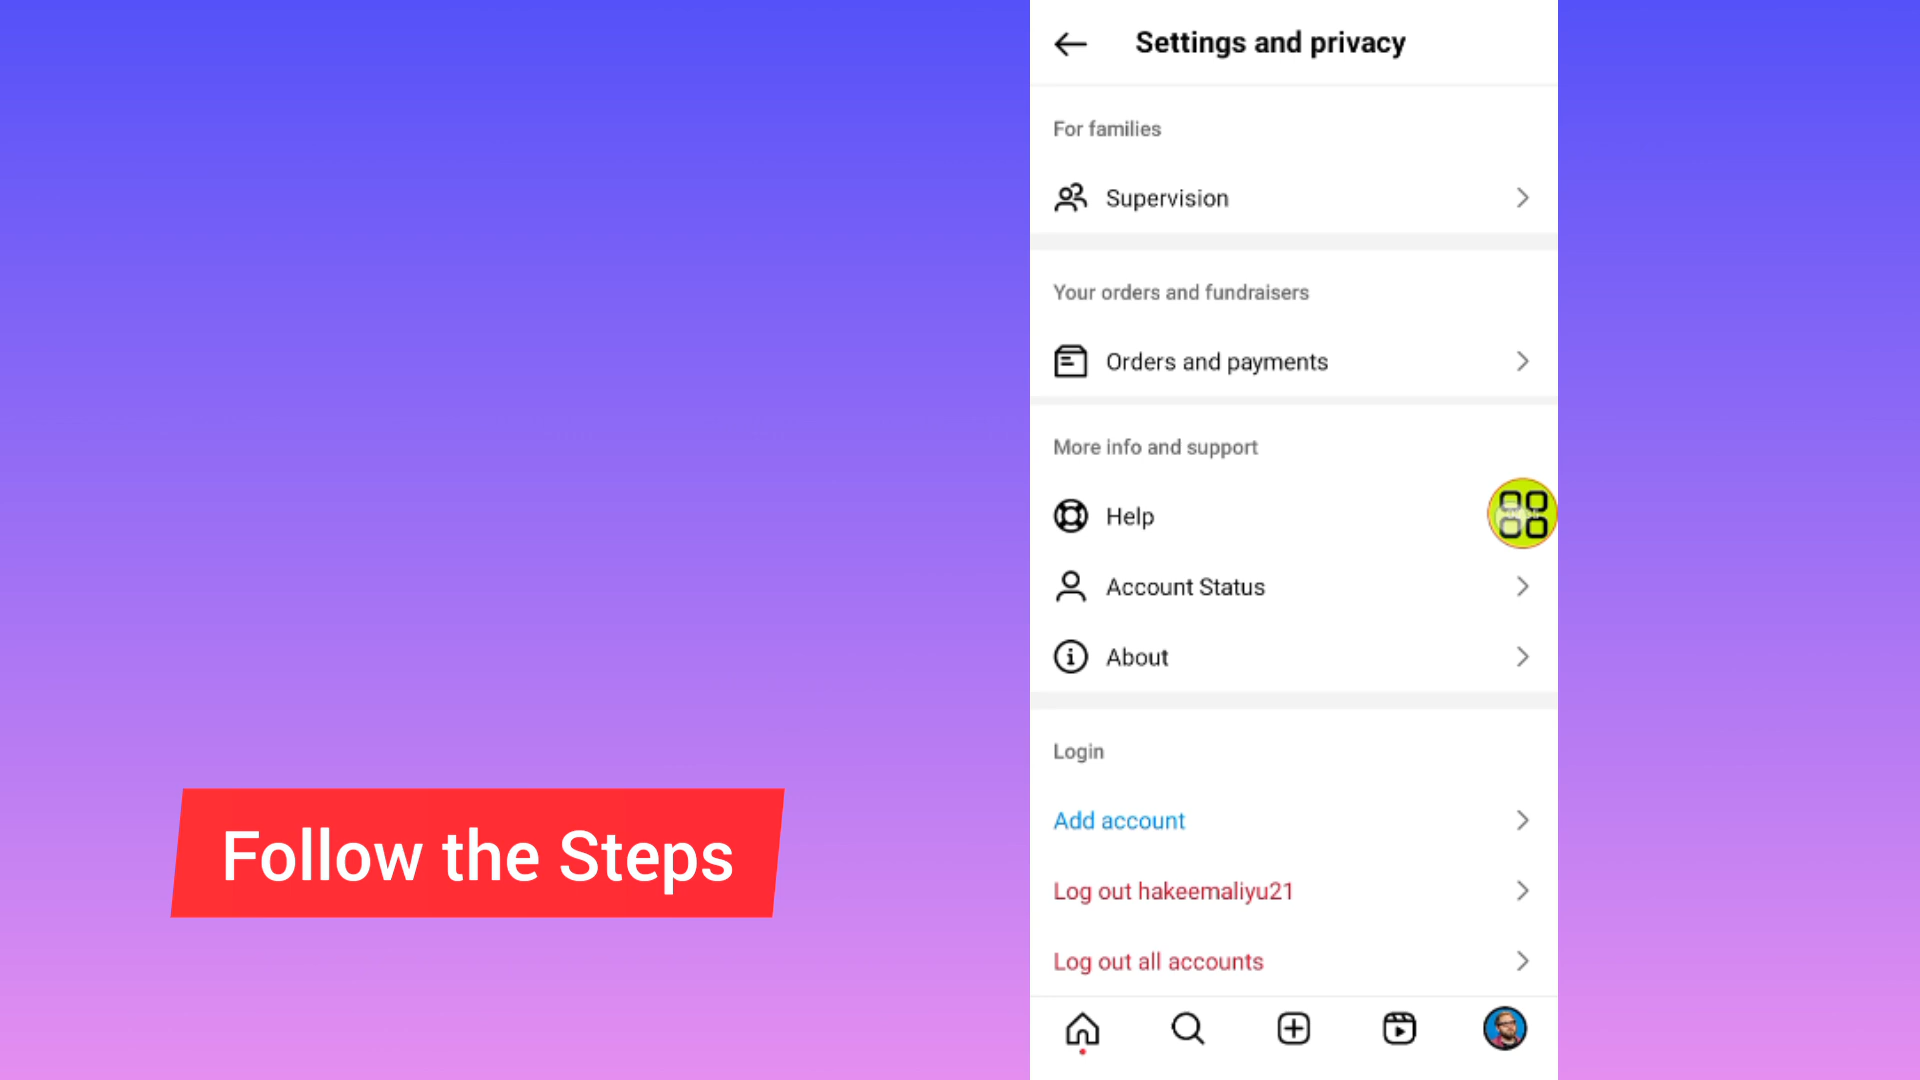 Settings and privacy
For families
Supervision
Your orders and fundraisers
Orders and payments
More info and support
Help
Account Status
About
Login
Add account
Log out hakeemaliyu21
Log out all accounts
Follow the Steps